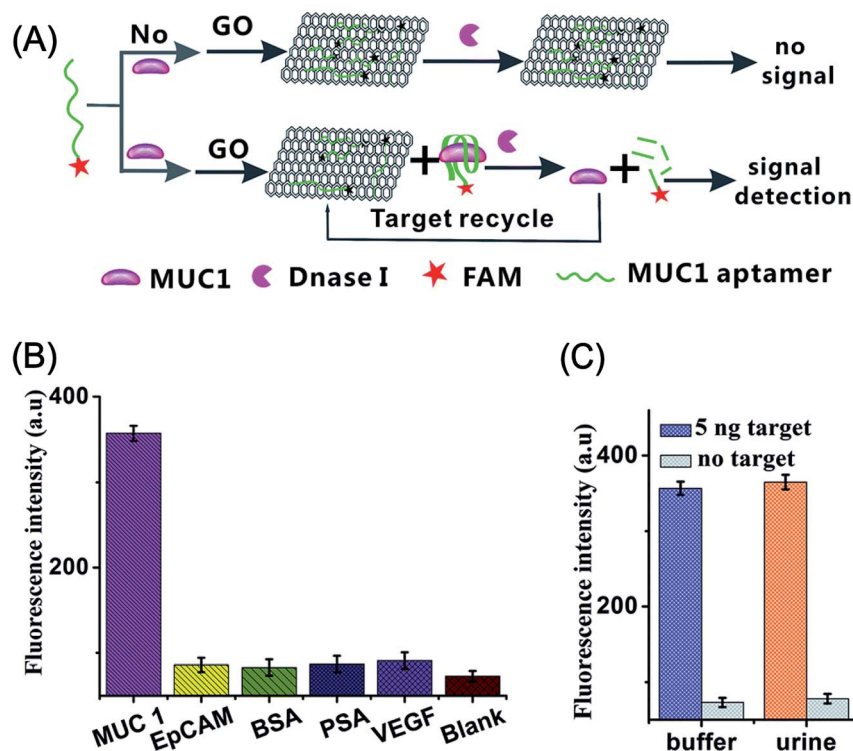 (A)
No
GO
no
signal
GO
signal
detection
Target recycle
MUC1
Dnase I
FAM
MUC1 aptamer
(B)
Fluorescence intensity (a.u)
400
200
MUC 1
EpCAM
BSA
PSA
VEGF
Blank
(C)
Fluorescence intensity (a.u)
5 ng target
no target
400
200
buffer
urine